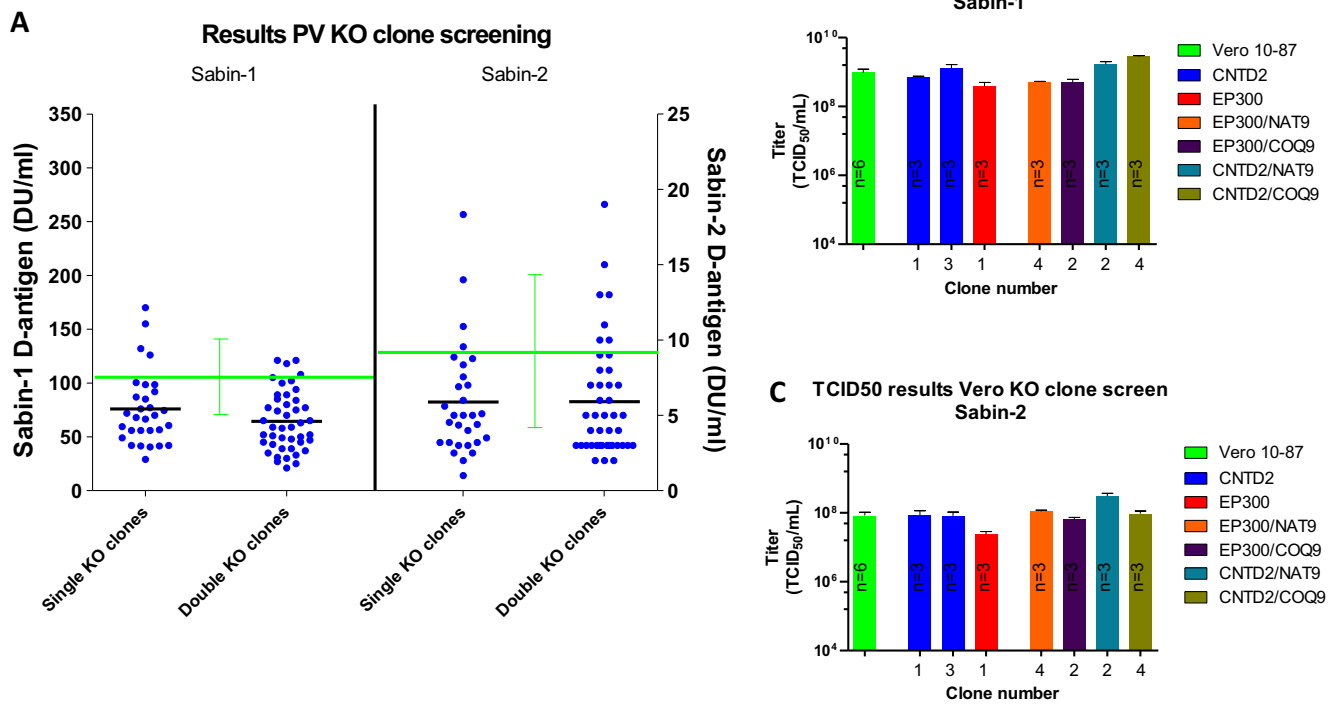 A
Results PV KO clone screening
Sabin-1
Sabin-2
Sabin-1 D-antigen (DU/ml)
350
300
250
200
150
100
50
0
25
20
15
10
5
0
Sabin-2 D-antigen (DU/ml)
Single KO clones
Double KO clones
Single KO clones
Double KO clones
Sabin-1
Titer
(TCID50/mL)
10^10
10^8
10^6
10^4
n=6
n=3
n=3
n=3
n=3
n=3
n=3
n=3
1 3 1 4 2 2 4
Clone number
Vero 10-87
CNTD2
EP300
EP300/NAT9
EP300/COQ9
CNTD2/NAT9
CNTD2/COQ9
C
TCID50 results Vero KO clone screen
Sabin-2
Titer
(TCID50/mL)
10^10
10^8
10^6
10^4
n=6
n=3
n=3
n=3
n=3
n=3
n=3
n=3
1 3 1 4 2 2 4
Clone number
Vero 10-87
CNTD2
EP300
EP300/NAT9
EP300/COQ9
CNTD2/NAT9
CNTD2/COQ9